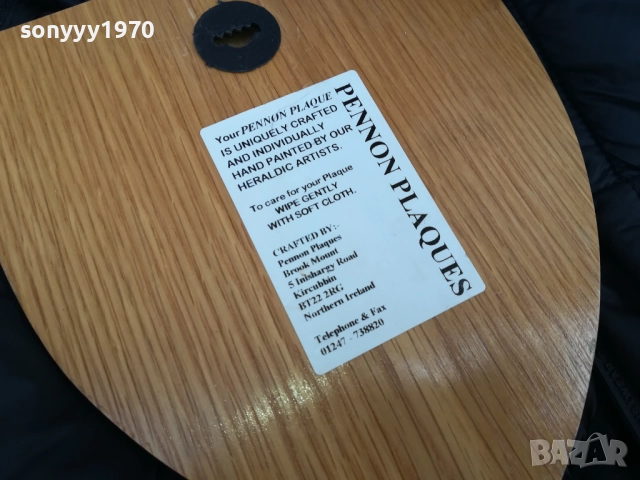 sonyyy1970
Your PENNON PLAQUE
IS UNIQUELY CRAFTED
AND INDIVIDUALLY
HAND PAINTED BY OUR
HERALDIC ARTISTS.
To care for your Plaque
WIPE GENTLY
WITH SOFT CLOTH.
CRAFTED BY:-
Pennon Plaques
Brook Mount
5 Inishargy Road
Kircubbin
BT22 2RG
Northern Ireland
Telephone & Fax
01247 - 738820
PENNON PLAQUES
BAZAR